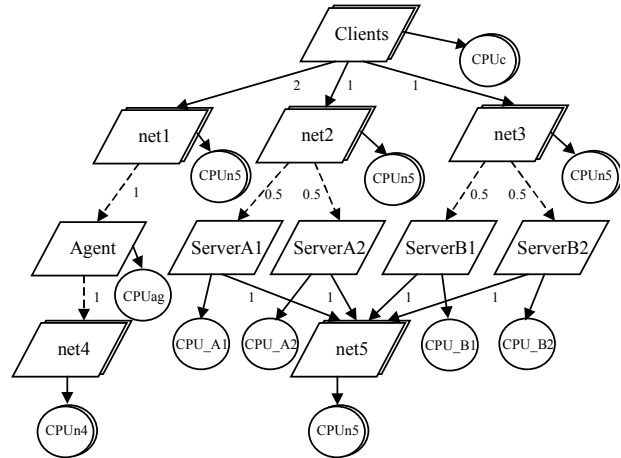 Clients
CPUc
2
1
1
net1
net2
net3
CPUn5
CPUn5
CPUn5
1
0.5
0.5
0.5
0.5
Agent
ServerA1
ServerA2
ServerB1
ServerB2
CPUag
1
1
1
1
1
net4
CPU_A1
CPU_A2
net5
CPU_B1
CPU_B2
CPUn4
CPUn5